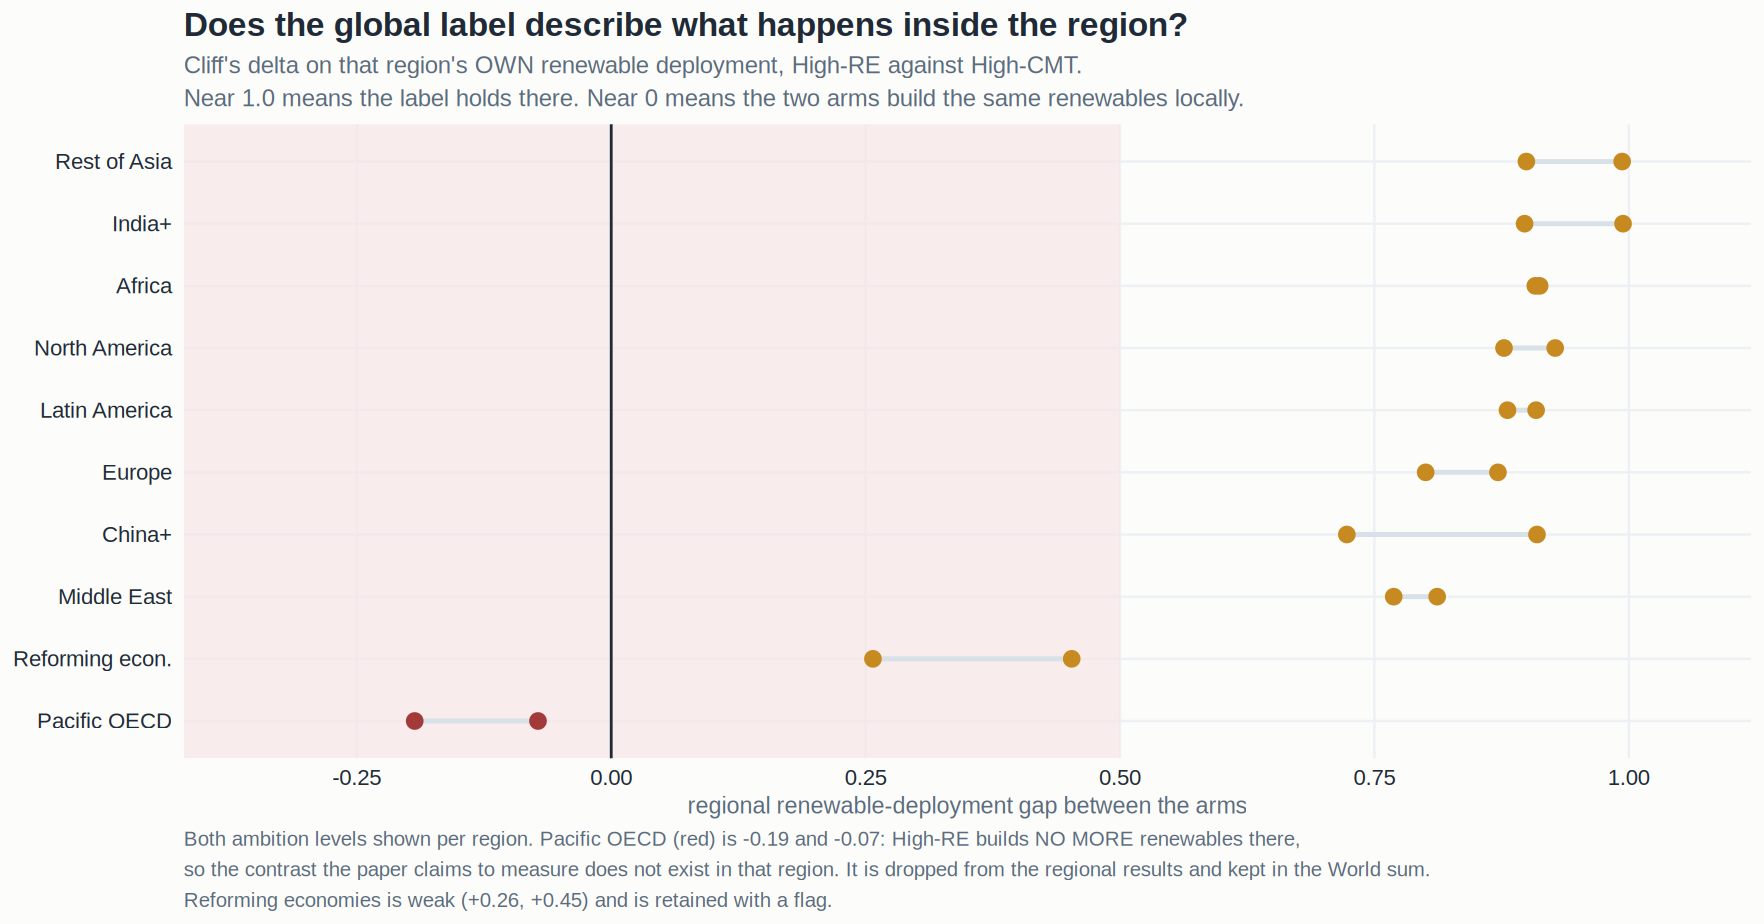 Does the global label describe what happens inside the region?
Cliff's delta on that region's OWN renewable deployment, High-RE against High-CMT.
Near 1.0 means the label holds there. Near 0 means the two arms build the same renewables locally.
Rest of Asia
India+
Africa
North America
Latin America
Europe
China+
Middle East
Reforming econ.
Pacific OECD
-0.25 0.00 0.25 0.50 0.75 1.00
regional renewable-deployment gap between the arms
Both ambition levels shown per region. Pacific OECD (red) is -0.19 and -0.07: High-RE builds NO MORE renewables there,
so the contrast the paper claims to measure does not exist in that region. It is dropped from the regional results and kept in the World sum.
Reforming economies is weak (+0.26, +0.45) and is retained with a flag.